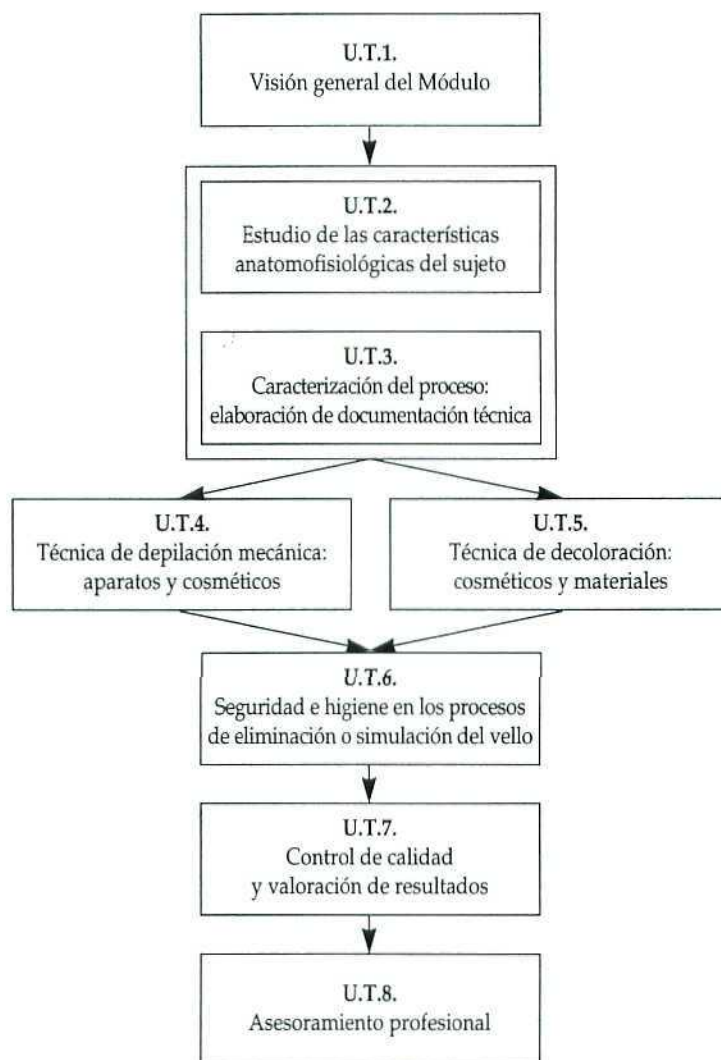 U.T.1.
Visión general del Módulo
U.T.2.
Estudio de las características
anatomofisiológicas del sujeto
U.T.3.
Caracterización del proceso:
elaboración de documentación técnica
U.T.4.
Técnica de depilación mecánica:
aparatos y cosméticos
U.T.5.
Técnica de decoloración:
cosméticos y materiales
U.T.6.
Seguridad e higiene en los procesos
de eliminación o simulación del vello
U.T.7.
Control de calidad
y valoración de resultados
U.T.8.
Asesoramiento profesional